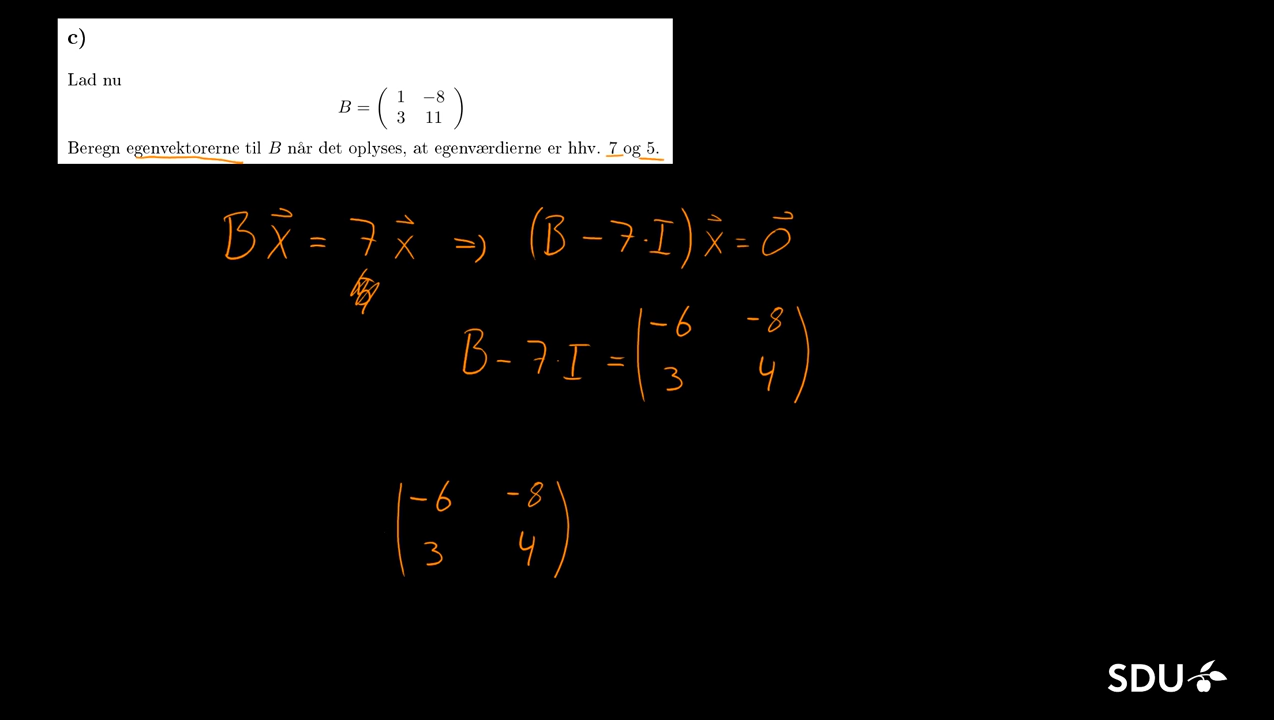 c)
Lad nu
B = ( 1 -8
3 11 )
Beregn egenvektorerne til B når det oplyses, at egenværdierne er hhv. 7 og 5.
B x⃗ = 7 x⃗ ⇒ (B - 7·I) x⃗ = 0⃗
B - 7·I = ( -6 -8
3 4 )
( -6 -8
3 4 )
SDU